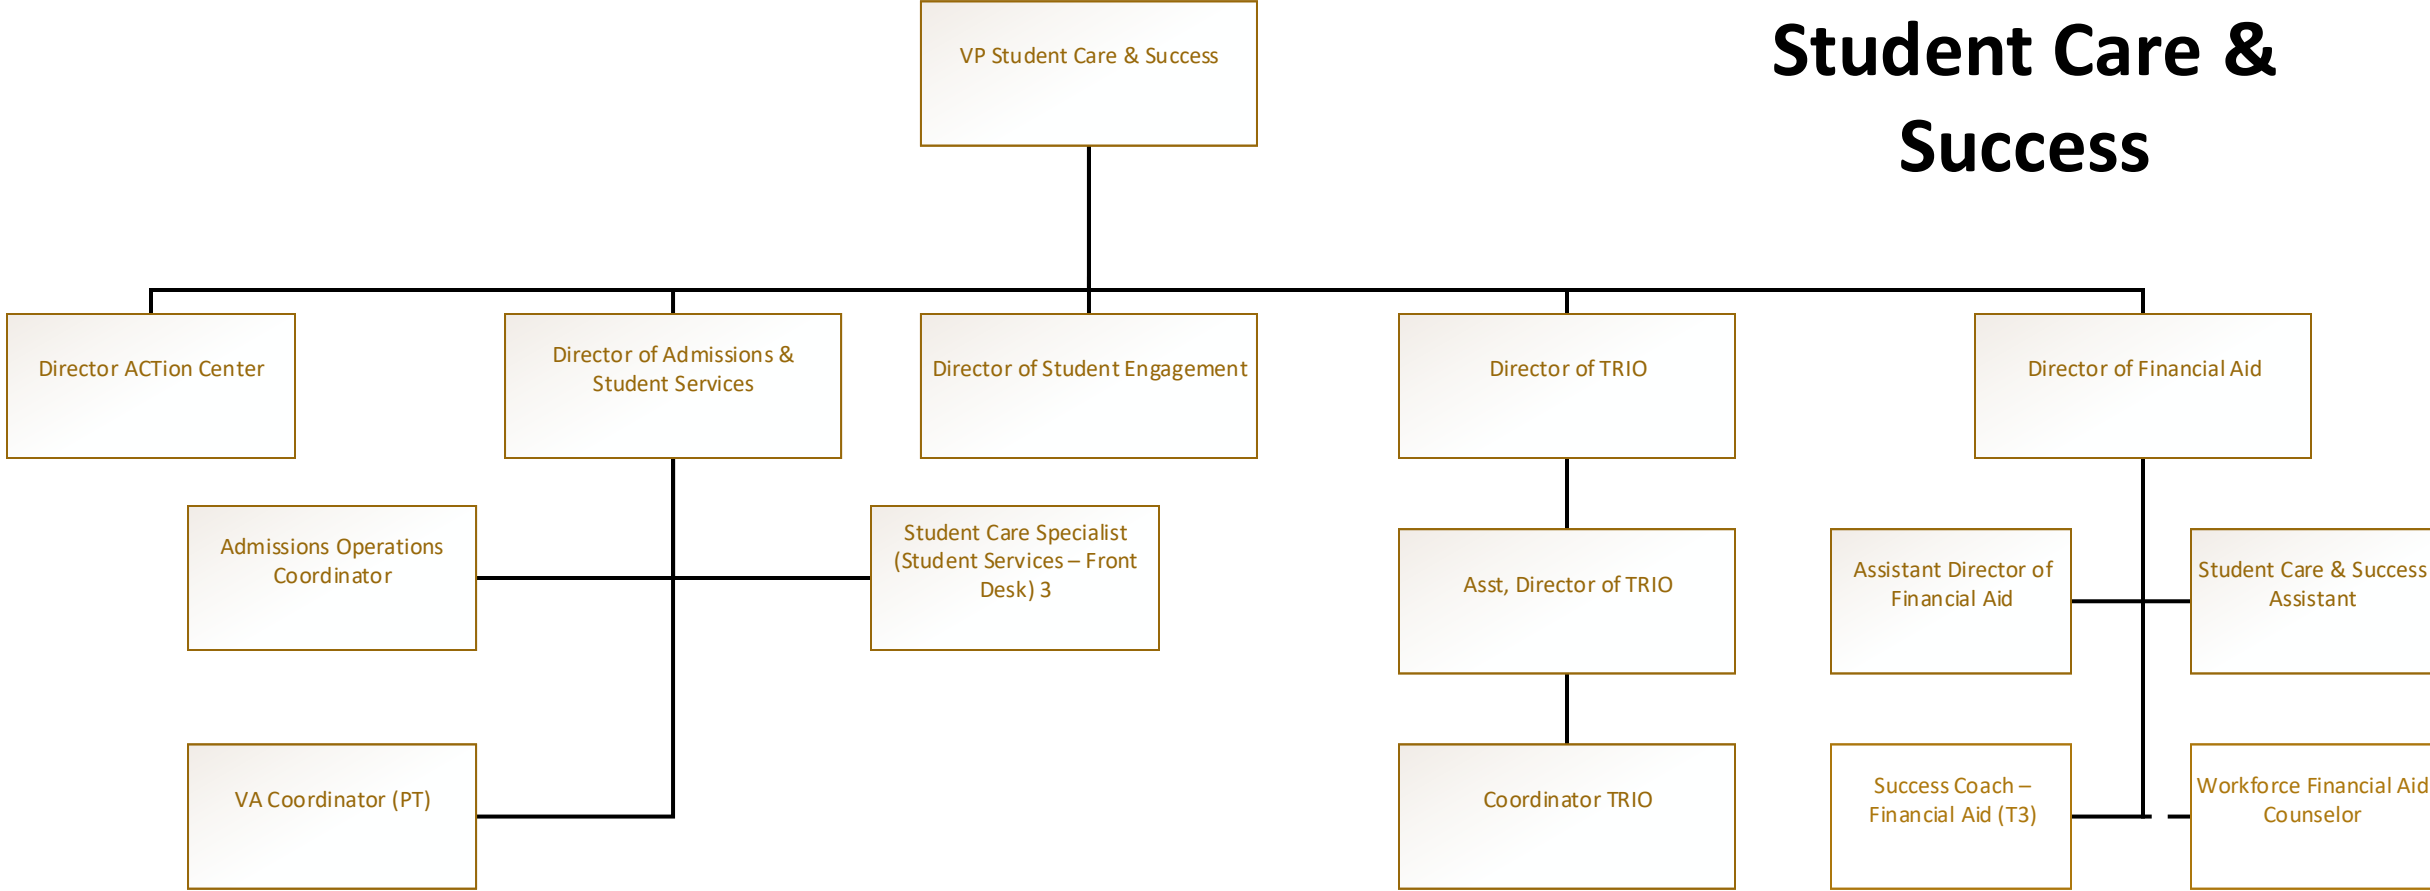 Student Care &
Success
VP Student Care & Success
Director ACTion Center
Director of Admissions &
Student Services
Director of Student Engagement
Director of TRIO
Director of Financial Aid
Admissions Operations
Coordinator
Student Care Specialist
(Student Services – Front
Desk) 3
Asst, Director of TRIO
Assistant Director of
Financial Aid
Student Care & Success
Assistant
VA Coordinator (PT)
Coordinator TRIO
Success Coach –
Financial Aid (T3)
Workforce Financial Aid
Counselor